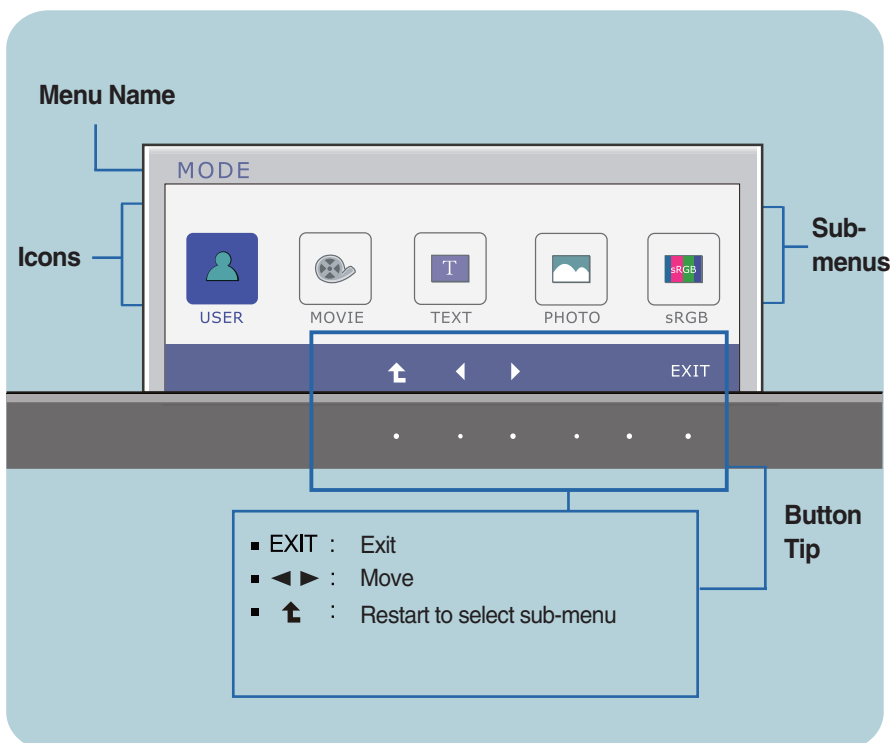 Menu Name
MODE
Icons
Sub-
menus
T
sRGB
USER
MOVIE
TEXT
PHOTO
sRGB
EXIT
Button
Tip
▪ EXIT : Exit
▪ ◄ ► : Move
▪ : Restart to select sub-menu